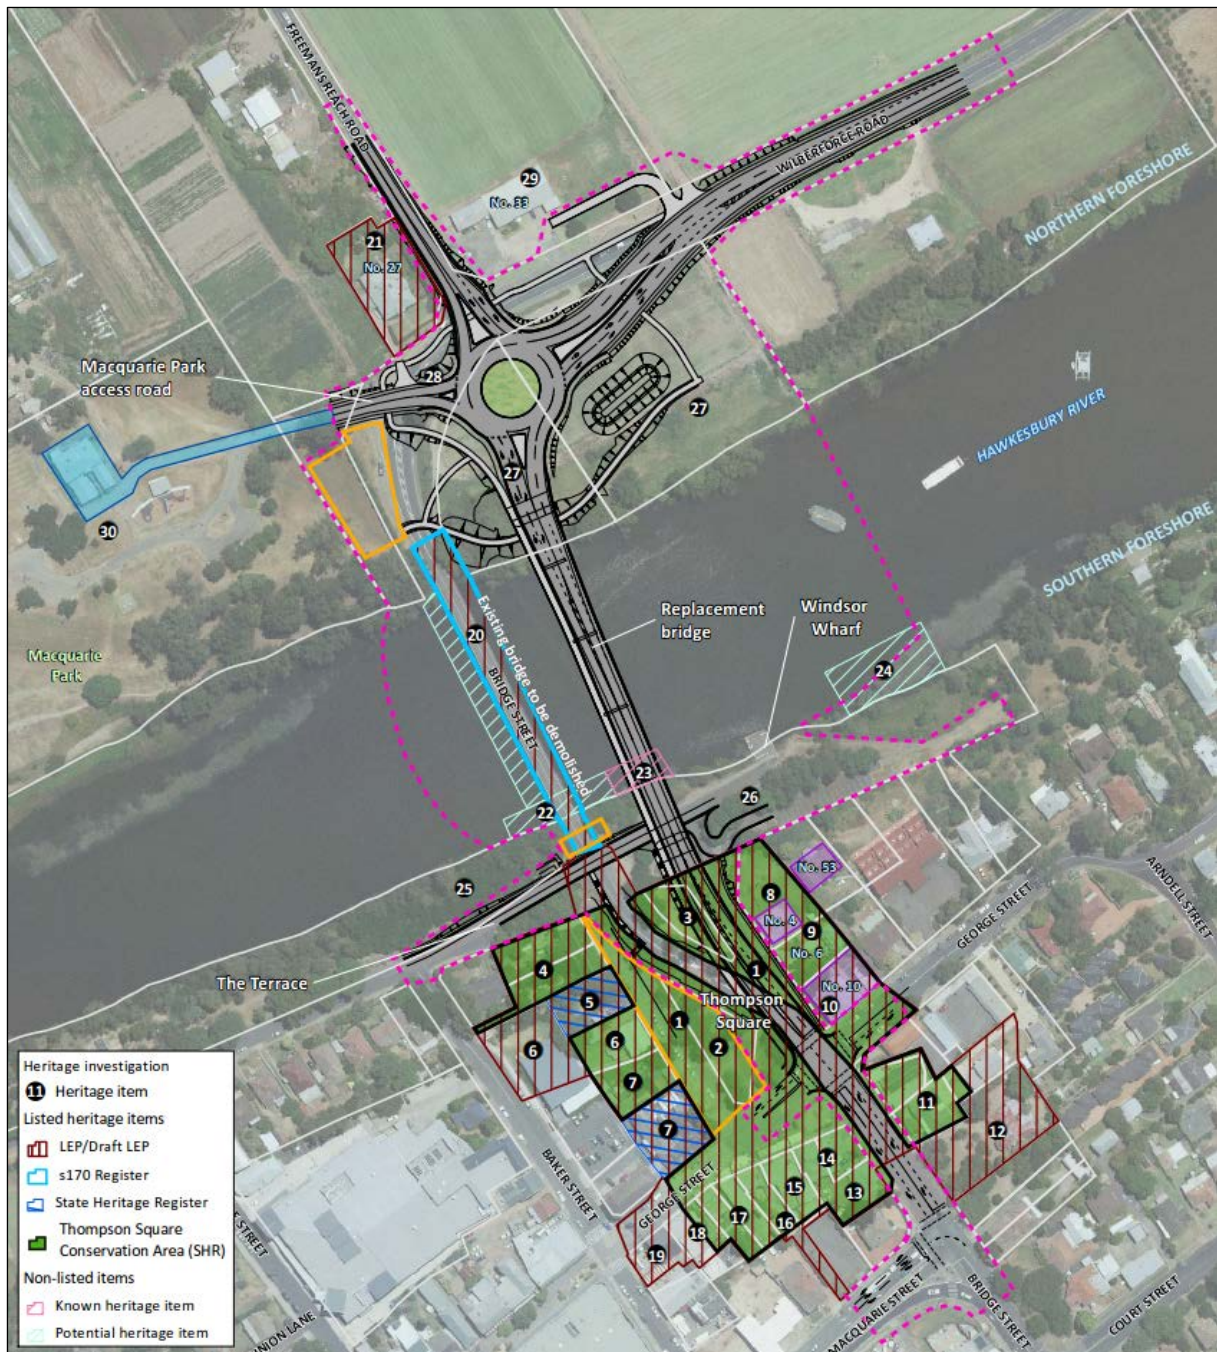 FREEMANS REACH ROAD
WILBERFORCE ROAD
29
No. 33
NORTHERN FORESHORE
21
No. 27
Macquarie Park
access road
28
27
27
HAWKESBURY RIVER
30
SOUTHERN FORESHORE
Replacement
bridge
Windsor
Wharf
20
Existing bridge to be demolished
BRIDGE STREET
Macquarie
Park
24
23
22
26
25
No. 53
8
No. 4
9
No. 6
No. 10
10
ARNDELL STREET
GEORGE STREET
3
1
The Terrace
4
5
6
6
7
7
1
2
Thompson
Square
11
12
14
15
13
16
17
18
19
BAKER STREET
GEORGE STREET
MACQUARIE STREET
BRIDGE STREET
COURT STREET
Heritage investigation
11 Heritage item
Listed heritage items
LEP/Draft LEP
s170 Register
State Heritage Register
Thompson Square
Conservation Area (SHR)
Non-listed items
Known heritage item
Potential heritage item